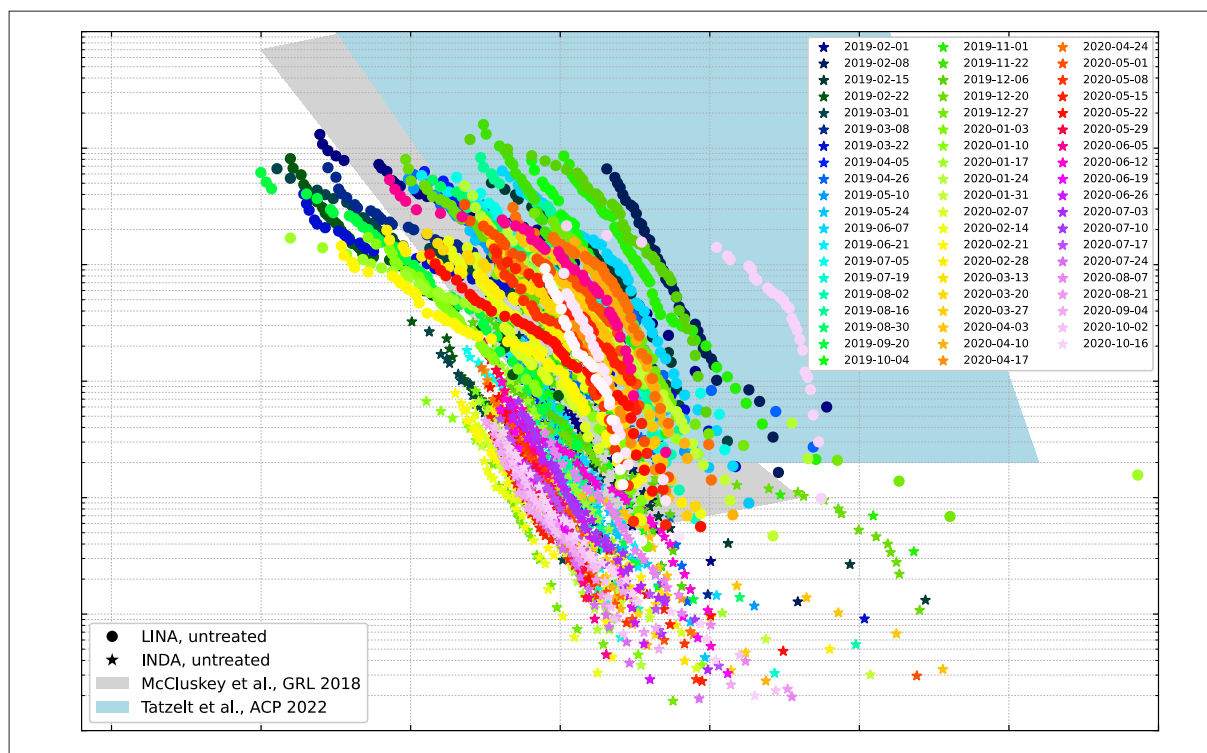 2019-02-01 2019-11-01 2020-04-24
2019-02-08 2019-11-22 2020-05-01
2019-02-15 2019-12-06 2020-05-08
2019-02-22 2019-12-20 2020-05-15
2019-03-01 2019-12-27 2020-05-22
2019-03-08 2020-01-03 2020-05-29
2019-03-22 2020-01-10 2020-06-05
2019-04-05 2020-01-17 2020-06-12
2019-04-26 2020-01-24 2020-06-19
2019-05-10 2020-01-31 2020-06-26
2019-05-24 2020-02-07 2020-07-03
2019-06-07 2020-02-14 2020-07-10
2019-06-21 2020-02-21 2020-07-17
2019-07-05 2020-02-28 2020-07-24
2019-07-19 2020-03-13 2020-08-07
2019-08-02 2020-03-20 2020-08-21
2019-08-16 2020-03-27 2020-09-04
2019-08-30 2020-04-03 2020-10-02
2019-09-20 2020-04-10 2020-10-16
2019-10-04 2020-04-17
LINA, untreated
INDA, untreated
McCluskey et al., GRL 2018
Tatzelt et al., ACP 2022